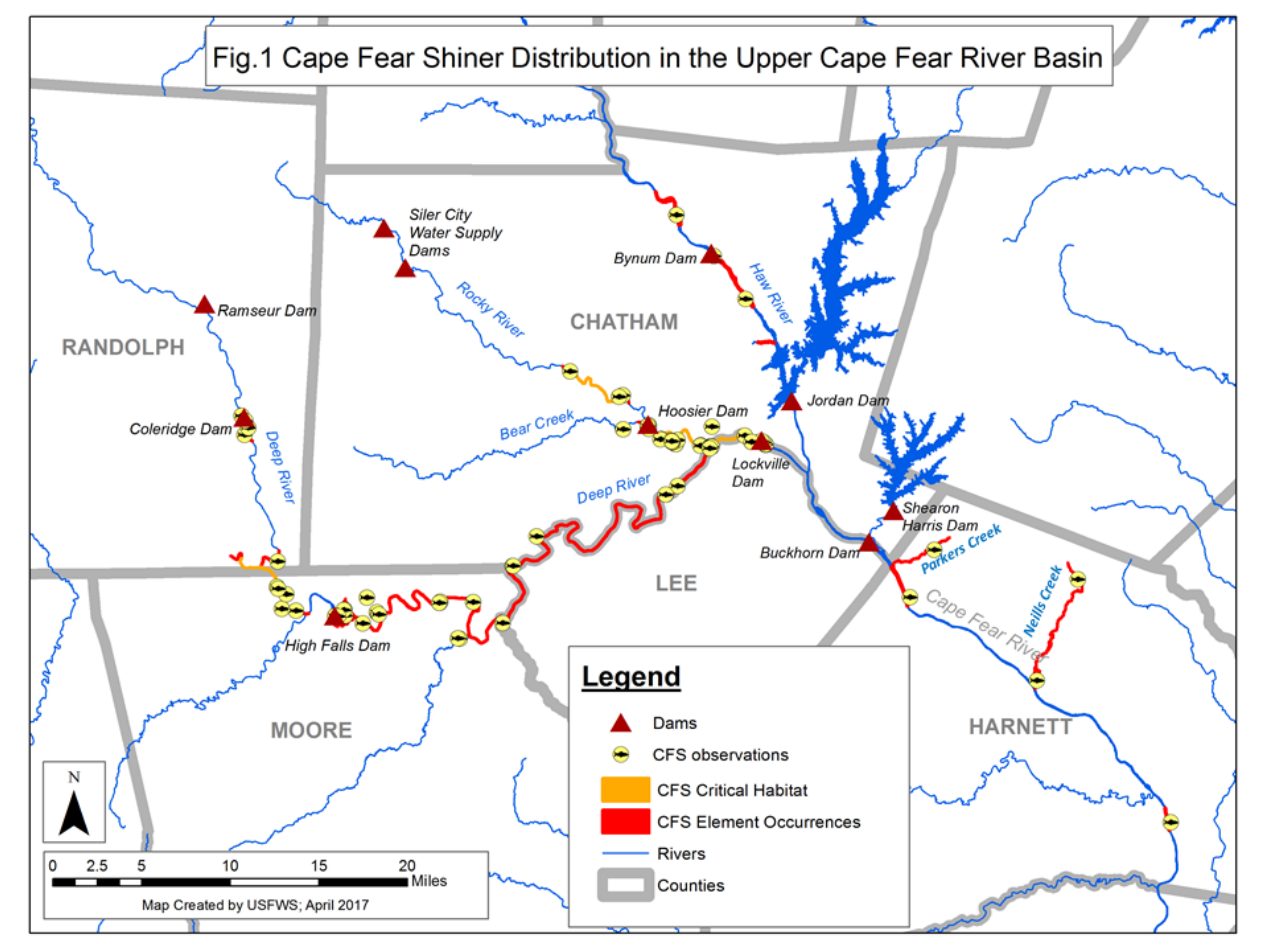 Fig.1 Cape Fear Shiner Distribution in the Upper Cape Fear River Basin
Siler City
Water Supply
Dams
Bynum Dam
Haw River
Rocky River
Ramseur Dam
CHATHAM
RANDOLPH
Jordan Dam
Hoosier Dam
Bear Creek
Coleridge Dam
Deep River
Lockville
Dam
Deep River
Shearon
Harris Dam
Buckhorn Dam
Parkers Creek
LEE
Neills Creek
Cape Fear River
High Falls Dam
MOORE
HARNETT
Legend
Dams
CFS observations
CFS Critical Habitat
CFS Element Occurrences
Rivers
Counties
N
0 2.5 5 10 15 20
Miles
Map Created by USFWS; April 2017